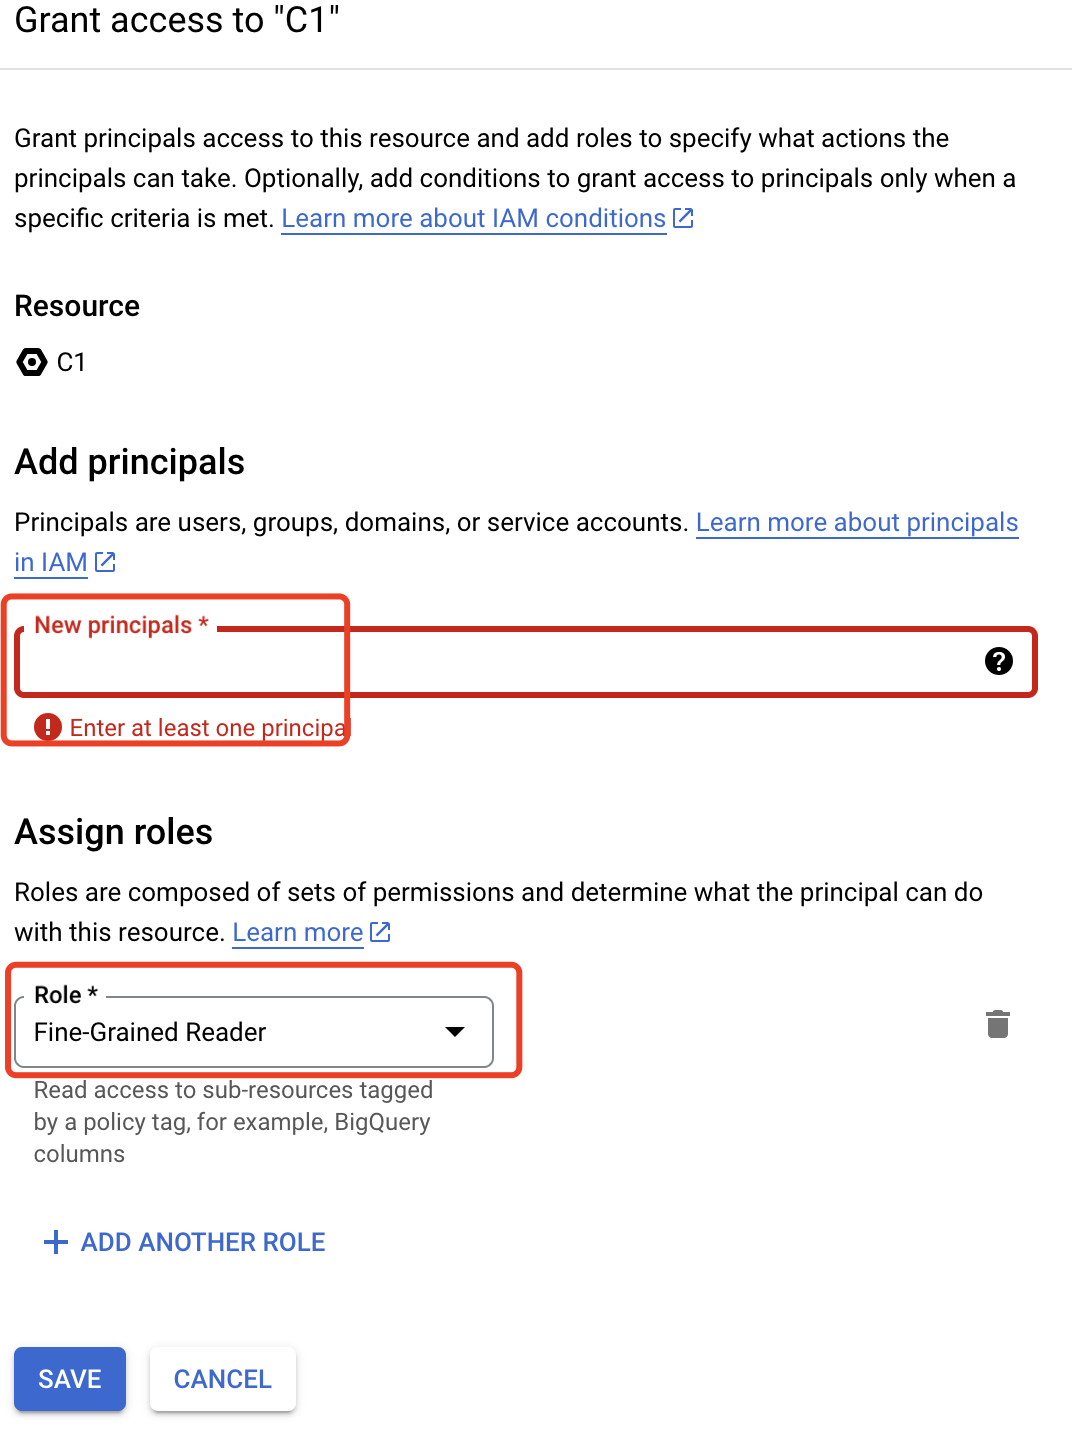 Grant access to "C1"
Grant principals access to this resource and add roles to specify what actions the
principals can take. Optionally, add conditions to grant access to principals only when a
specific criteria is met. Learn more about IAM conditions
Resource
C1
Add principals
Principals are users, groups, domains, or service accounts. Learn more about principals
in IAM
New principals *
Enter at least one principal
Assign roles
Roles are composed of sets of permissions and determine what the principal can do
with this resource. Learn more
Role *
Fine-Grained Reader
Read access to sub-resources tagged
by a policy tag, for example, BigQuery
columns
ADD ANOTHER ROLE
SAVE CANCEL